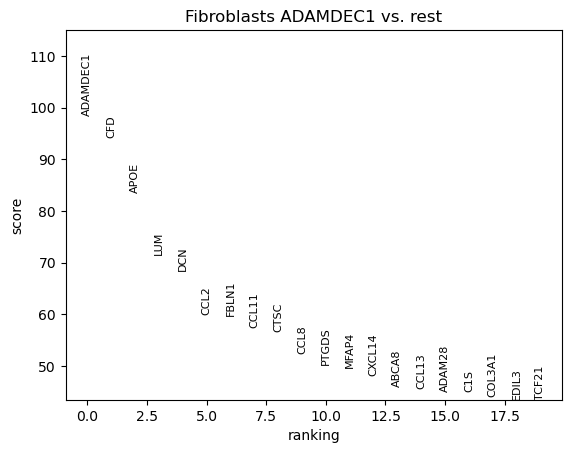 Fibroblasts ADAMDEC1 vs. rest
score
110
100
90
80
70
60
50
ADAMDEC1
CFD
APOE
LUM
DCN
CCL2
FBLN1
CCL11
CTSC
CCL8
PTGDS
MFAP4
CXCL14
ABCA8
CCL13
ADAM28
C1S
COL3A1
EDIL3
TCF21
0.0 2.5 5.0 7.5 10.0 12.5 15.0 17.5
ranking